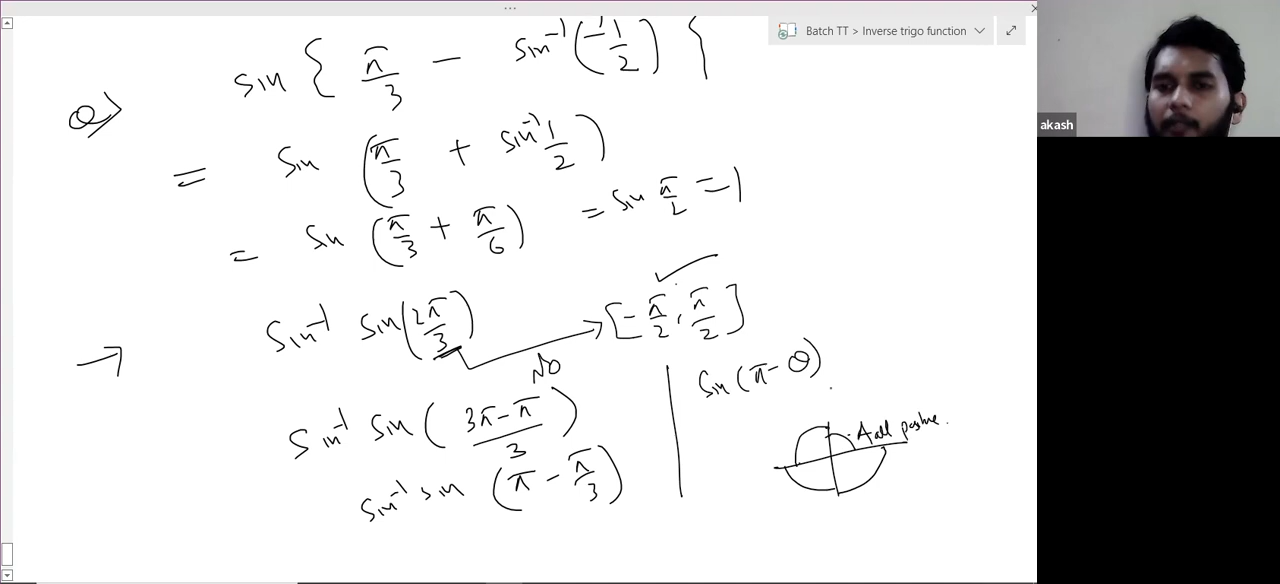 Batch TT > Inverse trigo function
akash
Q) sin { π/3 − sin⁻¹(−1/2) }
= sin (π/3 + sin⁻¹ 1/2)
= sin (π/3 + π/6) = sin π/2 = 1
→ sin⁻¹ sin(2π/3) → [−π/2, π/2] ✓
No
sin⁻¹ sin (3π−π/3)
sin⁻¹ sin (π − π/3)
sin (π − θ)
A all positive.